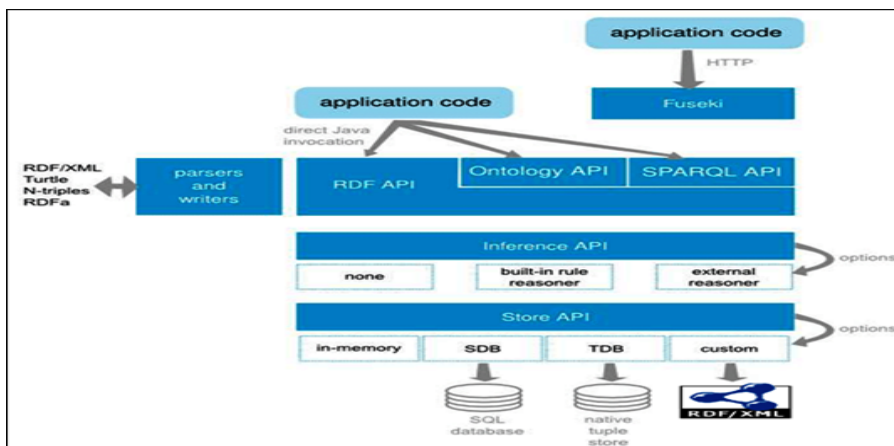 application code
HTTP
Fuseki
application code
direct Java
invocation
RDF/XML
Turtle
N-triples
RDFa
parsers
and
writers
RDF API
Ontology API
SPARQL API
Inference API
options
none
built-in rule
reasoner
external
reasoner
Store API
options
in-memory
SDB
TDB
custom
SQL
database
native
tuple
store
RDF/XML